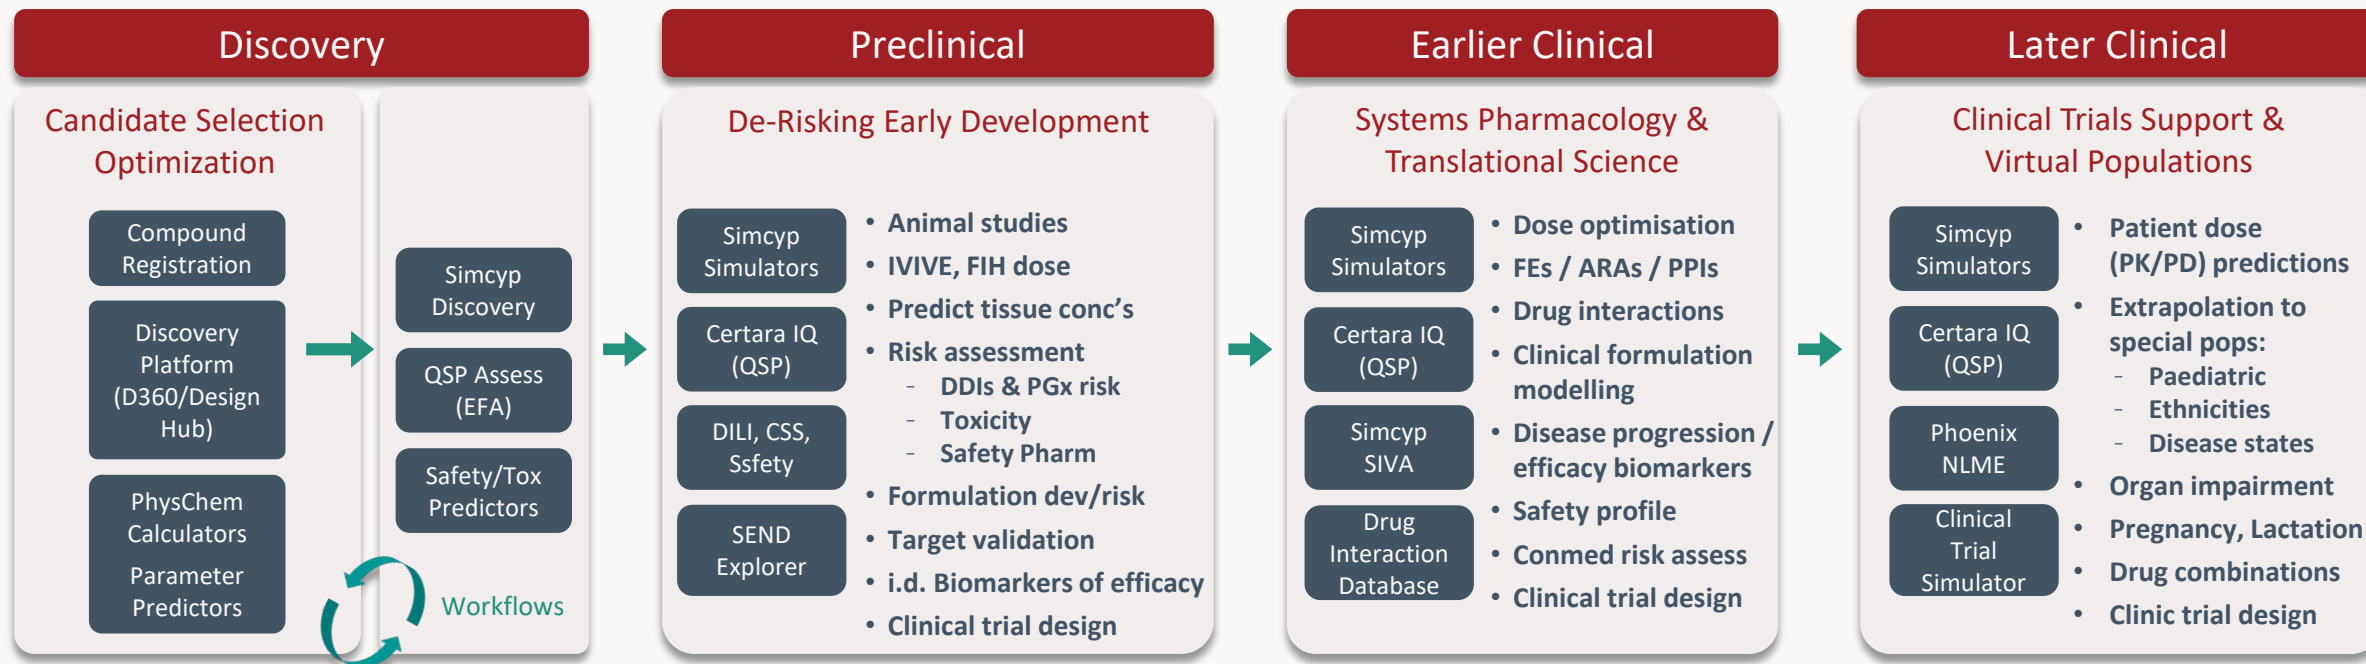 Discovery
Candidate Selection
Optimization
Compound
Registration
Discovery
Platform
(D360/Design
Hub)
PhysChem
Calculators
Parameter
Predictors
Simcyp
Discovery
QSP Assess
(EFA)
Safety/Tox
Predictors
Workflows
Preclinical
De-Risking Early Development
Simcyp
Simulators
Certara IQ
(QSP)
DILI, CSS,
Ssfety
SEND
Explorer
• Animal studies
• IVIVE, FIH dose
• Predict tissue conc’s
• Risk assessment
- DDIs & PGx risk
- Toxicity
- Safety Pharm
• Formulation dev/risk
• Target validation
• i.d. Biomarkers of efficacy
• Clinical trial design
Earlier Clinical
Systems Pharmacology &
Translational Science
Simcyp
Simulators
Certara IQ
(QSP)
Simcyp
SIVA
Drug
Interaction
Database
• Dose optimisation
• FEs / ARAs / PPIs
• Drug interactions
• Clinical formulation
modelling
• Disease progression /
efficacy biomarkers
• Safety profile
• Conmed risk assess
• Clinical trial design
Later Clinical
Clinical Trials Support &
Virtual Populations
Simcyp
Simulators
Certara IQ
(QSP)
Phoenix
NLME
Clinical
Trial
Simulator
• Patient dose
(PK/PD) predictions
• Extrapolation to
special pops:
- Paediatric
- Ethnicities
- Disease states
• Organ impairment
• Pregnancy, Lactation
• Drug combinations
• Clinic trial design